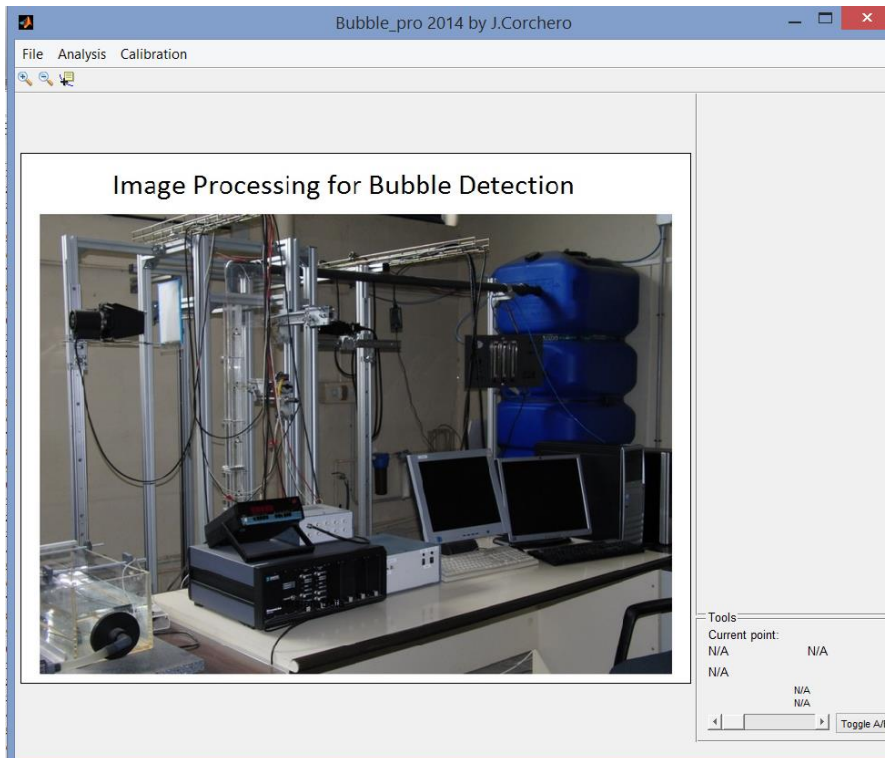 Bubble_pro 2014 by J.Corchero
File Analysis Calibration
Image Processing for Bubble Detection
Tools
Current point:
N/A N/A
N/A
N/A
N/A
Toggle A/